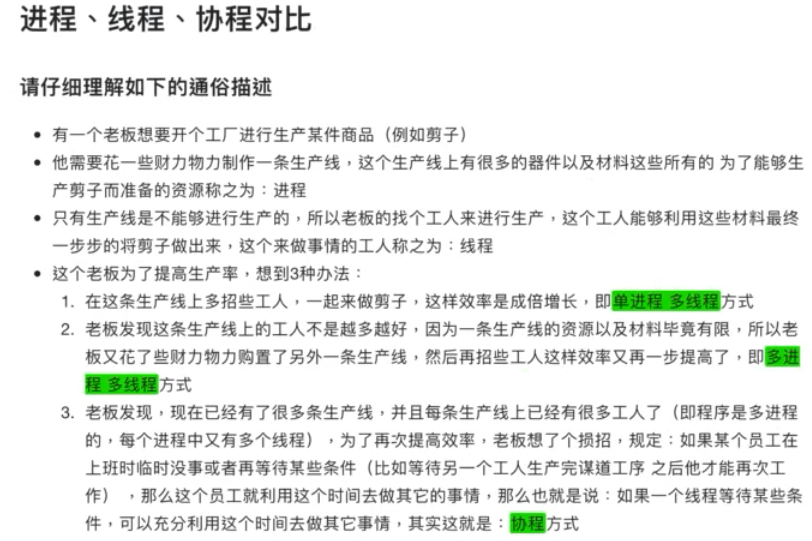 进程、线程、协程对比
请仔细理解如下的通俗描述
• 有一个老板想要开个工厂进行生产某件商品（例如剪子）
• 他需要花一些财力物力制作一条生产线，这个生产线上有很多的器件以及材料这些所有的 为了能够生
产剪子而准备的资源称之为：进程
• 只有生产线是不能够进行生产的，所以老板的找个工人来进行生产，这个工人能够利用这些材料最终
一步步的将剪子做出来，这个来做事情的工人称之为：线程
• 这个老板为了提高生产率，想到3种办法：
1. 在这条生产线上多招些工人，一起来做剪子，这样效率是成倍增长，即单进程 多线程方式
2. 老板发现这条生产线上的工人不是越多越好，因为一条生产线的资源以及材料毕竟有限，所以老
板又花了些财力物力购置了另外一条生产线，然后再招些工人这样效率又再一步提高了，即多进
程 多线程方式
3. 老板发现，现在已经有了很多条生产线，并且每条生产线上已经有很多工人了（即程序是多进程
的，每个进程中又有多个线程），为了再次提高效率，老板想了个损招，规定：如果某个员工在
上班时临时没事或者再等待某些条件（比如等待另一个工人生产完谋道工序 之后他才能再次工
作） ，那么这个员工就利用这个时间去做其它的事情，那么也就是说：如果一个线程等待某些条
件，可以充分利用这个时间去做其它事情，其实这就是：协程方式